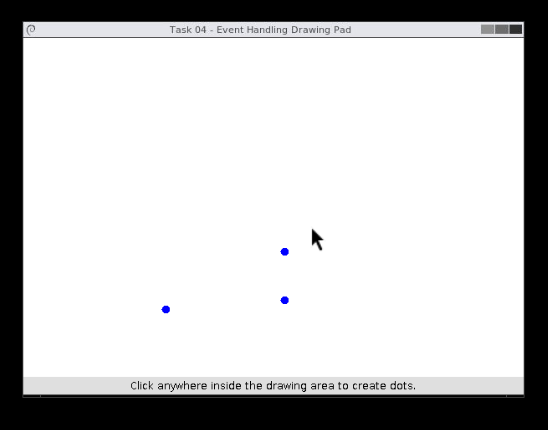 Task 04 - Event Handling Drawing Pad
Click anywhere inside the drawing area to create dots.